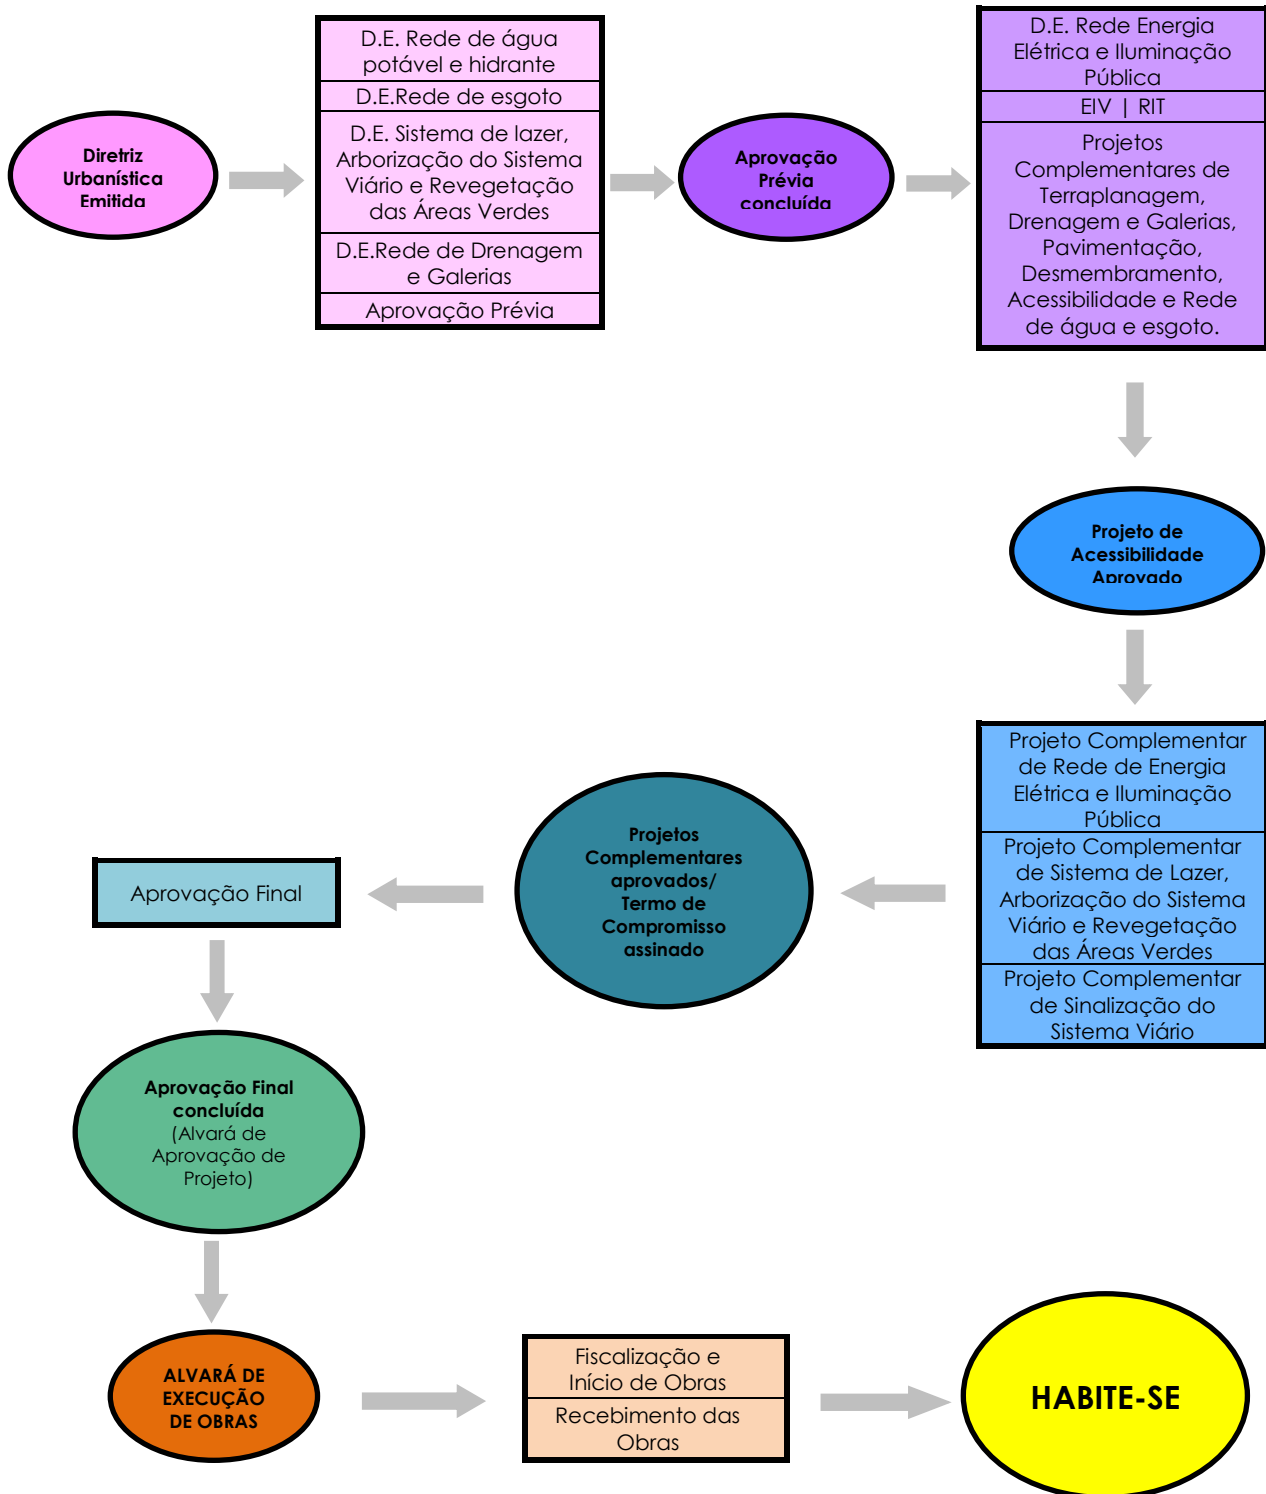 Diretriz
Urbanística
Emitida
D.E. Rede de água
potável e hidrante
D.E.Rede de esgoto
D.E. Sistema de lazer,
Arborização do Sistema
Viário e Revegetação
das Áreas Verdes
D.E.Rede de Drenagem
e Galerias
Aprovação Prévia
Aprovação
Prévia
concluída
D.E. Rede Energia
Elétrica e Iluminação
Pública
EIV | RIT
Projetos
Complementares de
Terraplanagem,
Drenagem e Galerias,
Pavimentação,
Desmembramento,
Acessibilidade e Rede
de água e esgoto.
Projeto de
Acessibilidade
Aprovado
Projeto Complementar
de Rede de Energia
Elétrica e Iluminação
Pública
Projeto Complementar
de Sistema de Lazer,
Arborização do Sistema
Viário e Revegetação
das Áreas Verdes
Projeto Complementar
de Sinalização do
Sistema Viário
Projetos
Complementares
aprovados/
Termo de
Compromisso
assinado
Aprovação Final
Aprovação Final
concluída
(Alvará de
Aprovação de
Projeto)
ALVARÁ DE
EXECUÇÃO
DE OBRAS
Fiscalização e
Início de Obras
Recebimento das
Obras
HABITE-SE